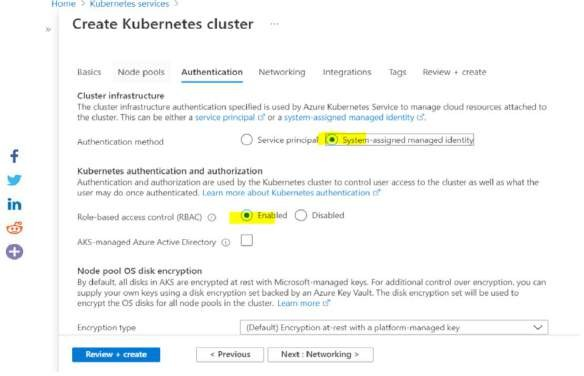 Home > Kubernetes services >
Create Kubernetes cluster ...
Basics Node pools Authentication Networking Integrations Tags Review + create
Cluster infrastructure
The cluster infrastructure authentication specified is used by Azure Kubernetes Service to manage cloud resources attached to
the cluster. This can be either a service principal or a system-assigned managed identity.
Authentication method Service principal System-assigned managed identity
Kubernetes authentication and authorization
Authentication and authorization are used by the Kubernetes cluster to control user access to the cluster as well as what the
user may do once authenticated. Learn more about Kubernetes authentication
Role-based access control (RBAC) Enabled Disabled
AKS-managed Azure Active Directory
Node pool OS disk encryption
By default, all disks in AKS are encrypted at rest with Microsoft-managed keys. For additional control over encryption, you can
supply your own keys using a disk encryption set backed by an Azure Key Vault. The disk encryption set will be used to
encrypt the OS disks for all node pools in the cluster. Learn more
Encryption type (Default) Encryption at-rest with a platform-managed key
Review + create < Previous Next : Networking >